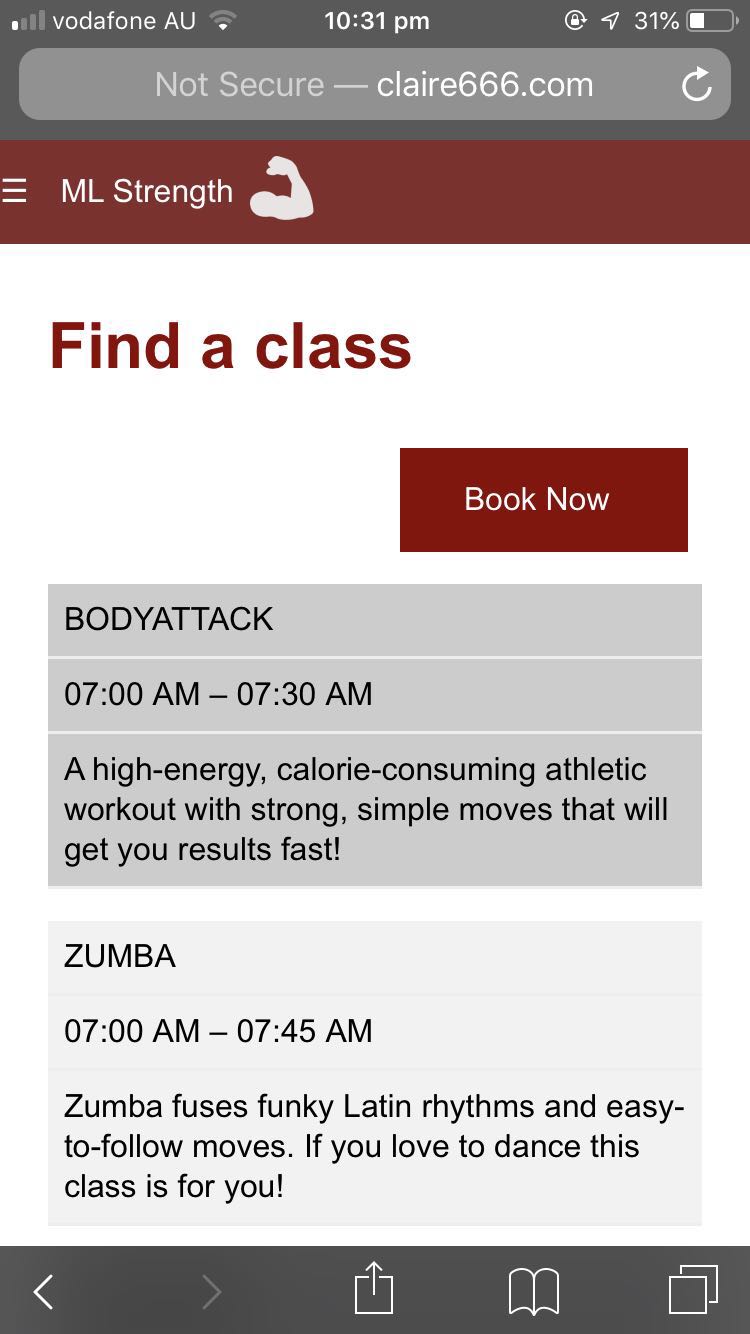 vodafone AU 10:31 pm 31%
Not Secure — claire666.com
☰ ML Strength
Find a class
Book Now
BODYATTACK
07:00 AM – 07:30 AM
A high-energy, calorie-consuming athletic
workout with strong, simple moves that will
get you results fast!
ZUMBA
07:00 AM – 07:45 AM
Zumba fuses funky Latin rhythms and easy-
to-follow moves. If you love to dance this
class is for you!